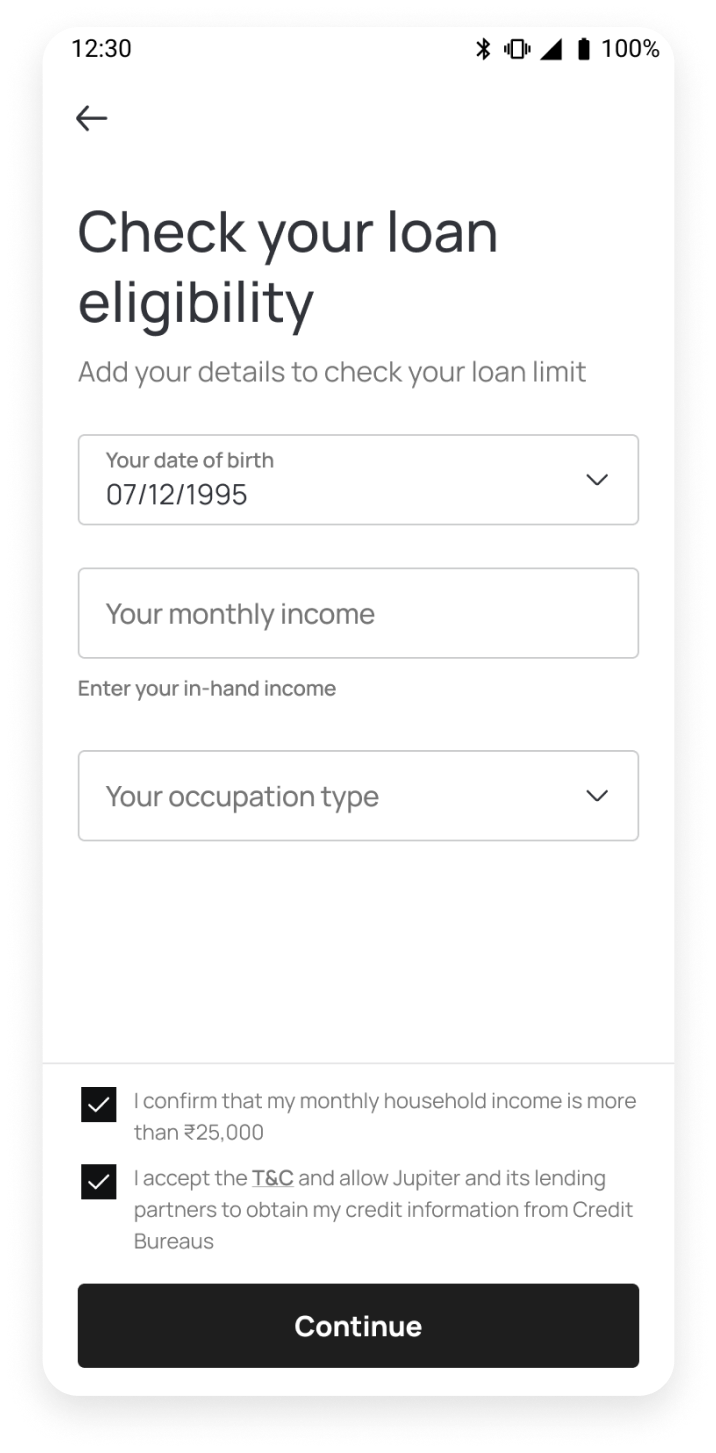 12:30 100%
Check your loan
eligibility
Add your details to check your loan limit
Your date of birth
07/12/1995
Your monthly income
Enter your in-hand income
Your occupation type
I confirm that my monthly household income is more
than ₹25,000
I accept the T&C and allow Jupiter and its lending
partners to obtain my credit information from Credit
Bureaus
Continue